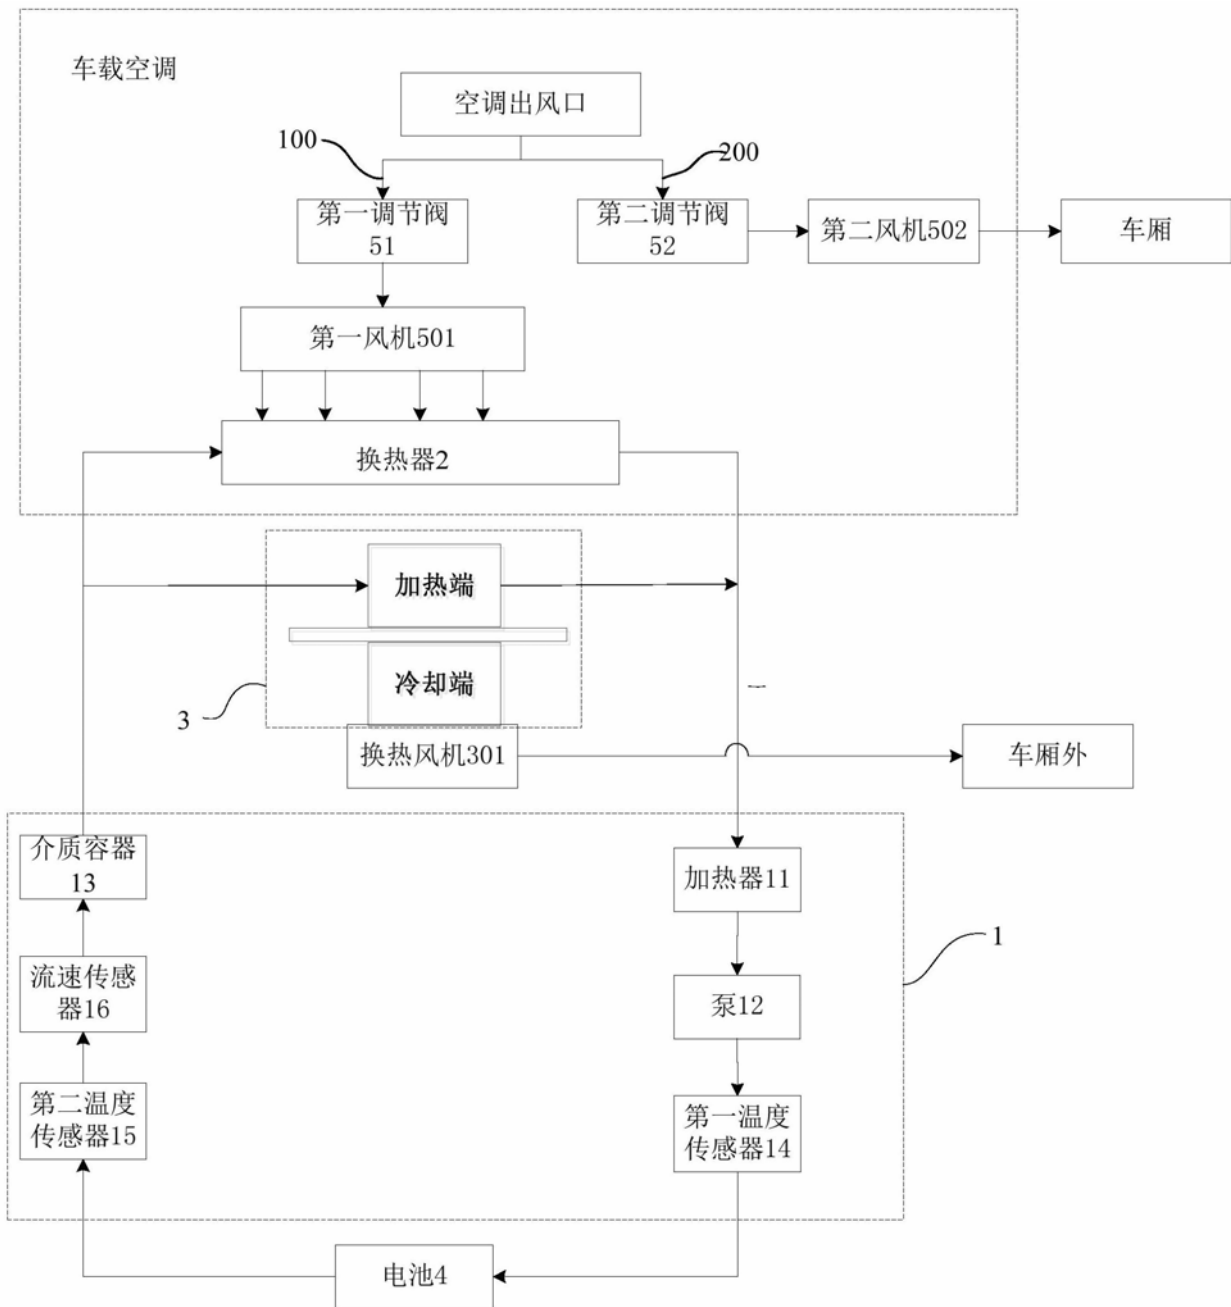 车载空调
空调出风口
100
200
第一调节阀
51
第二调节阀
52
第二风机502
车厢
第一风机501
换热器2
加热端
冷却端
3
换热风机301
车厢外
介质容器
13
加热器11
1
流速传感
器16
泵12
第二温度
传感器15
第一温度
传感器14
电池4